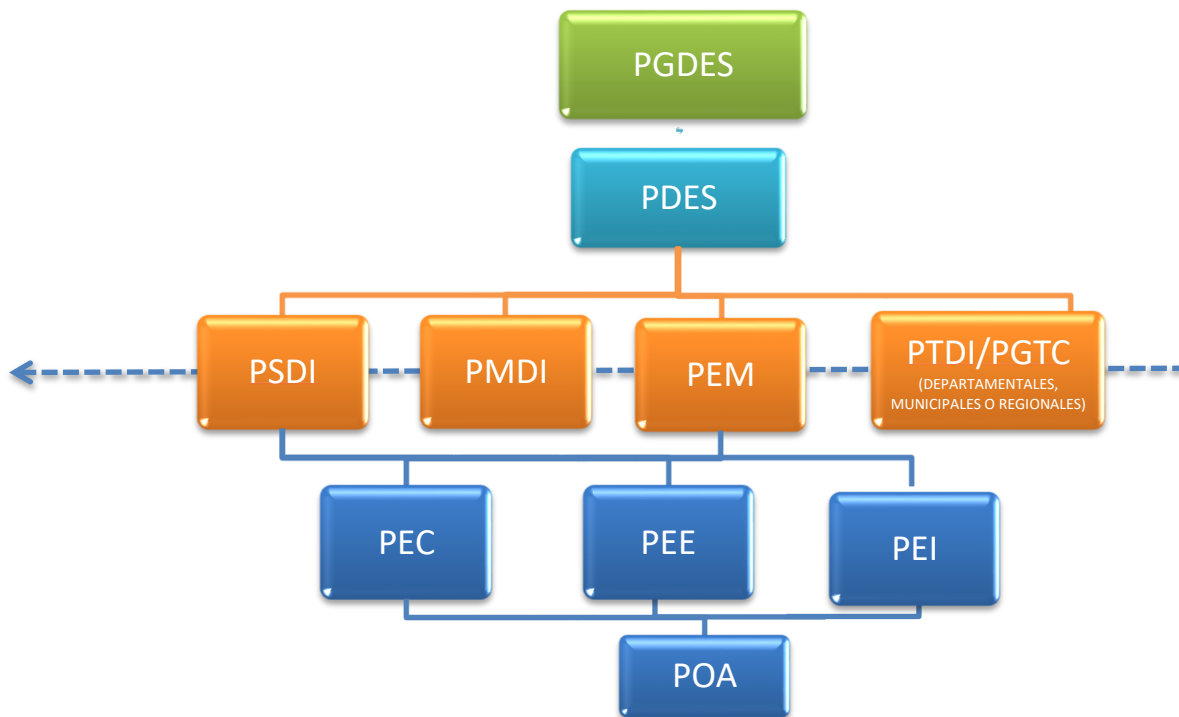 PGDES
PDES
PSDI
PMDI
PEM
PTDI/PGTC
(DEPARTAMENTALES,
MUNICIPALES O REGIONALES)
PEC
PEE
PEI
POA